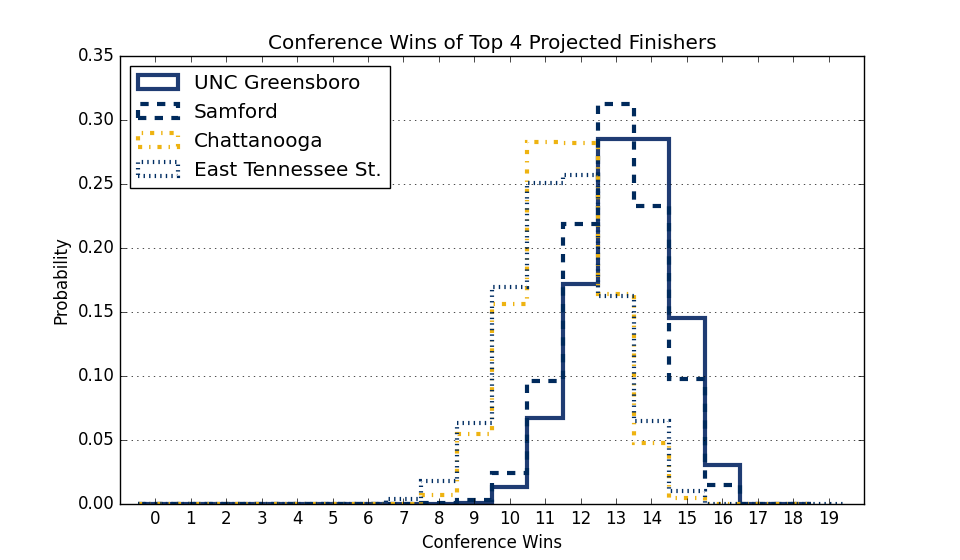 Conference Wins of Top 4 Projected Finishers
0.35
0.30
0.25
0.20
0.15
0.10
0.05
0.00
Probability
UNC Greensboro
Samford
Chattanooga
East Tennessee St.
0 1 2 3 4 5 6 7 8 9 10 11 12 13 14 15 16 17 18 19
Conference Wins